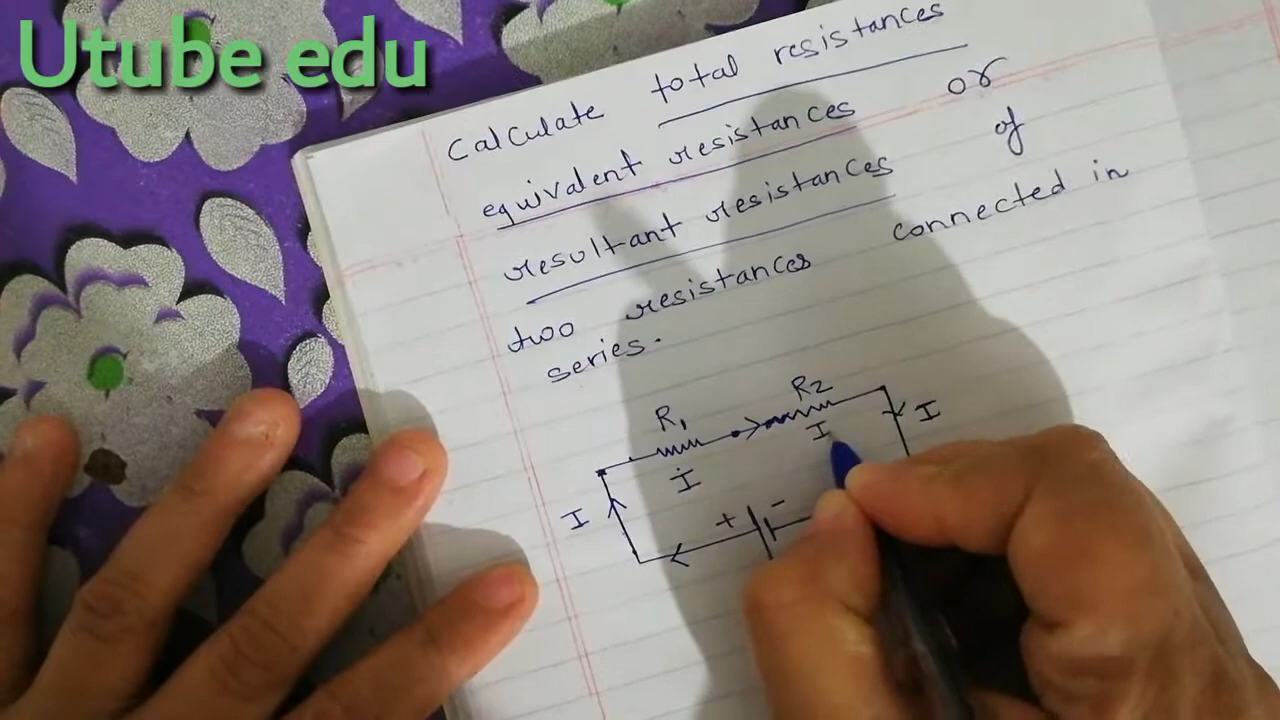 Utube edu
Calculate total resistances
equivalent resistances or
resultant resistances of
two resistances connected in
series.
R1
R2
I
I
I
I
+
-